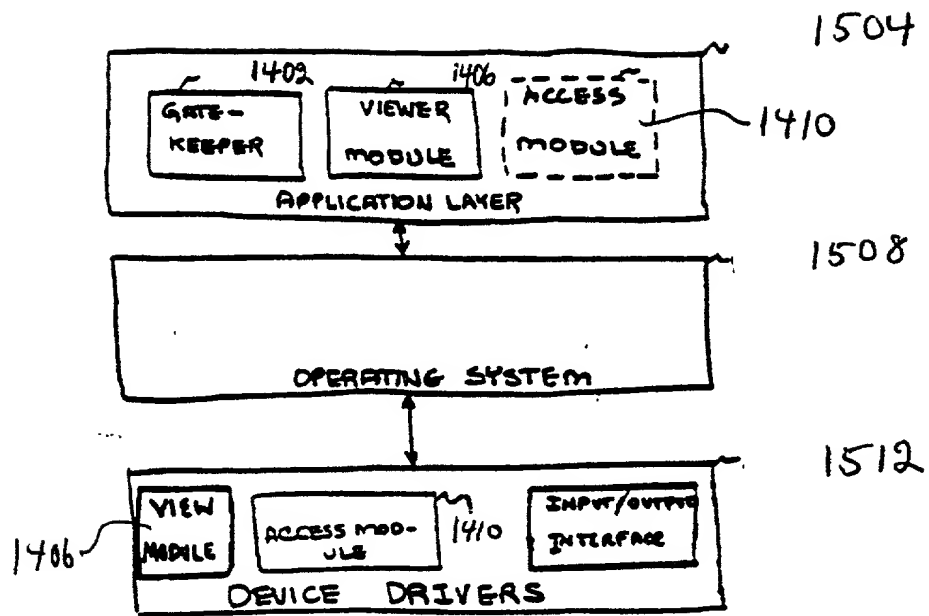 1504
1402
1406
GATE-
KEEPER
VIEWER
MODULE
ACCESS
MODULE
1410
APPLICATION LAYER
1508
OPERATING SYSTEM
1512
VIEW
MODULE
ACCESS MOD-
ULE
1410
INPUT/OUTPUT
INTERFACE
1406
DEVICE DRIVERS